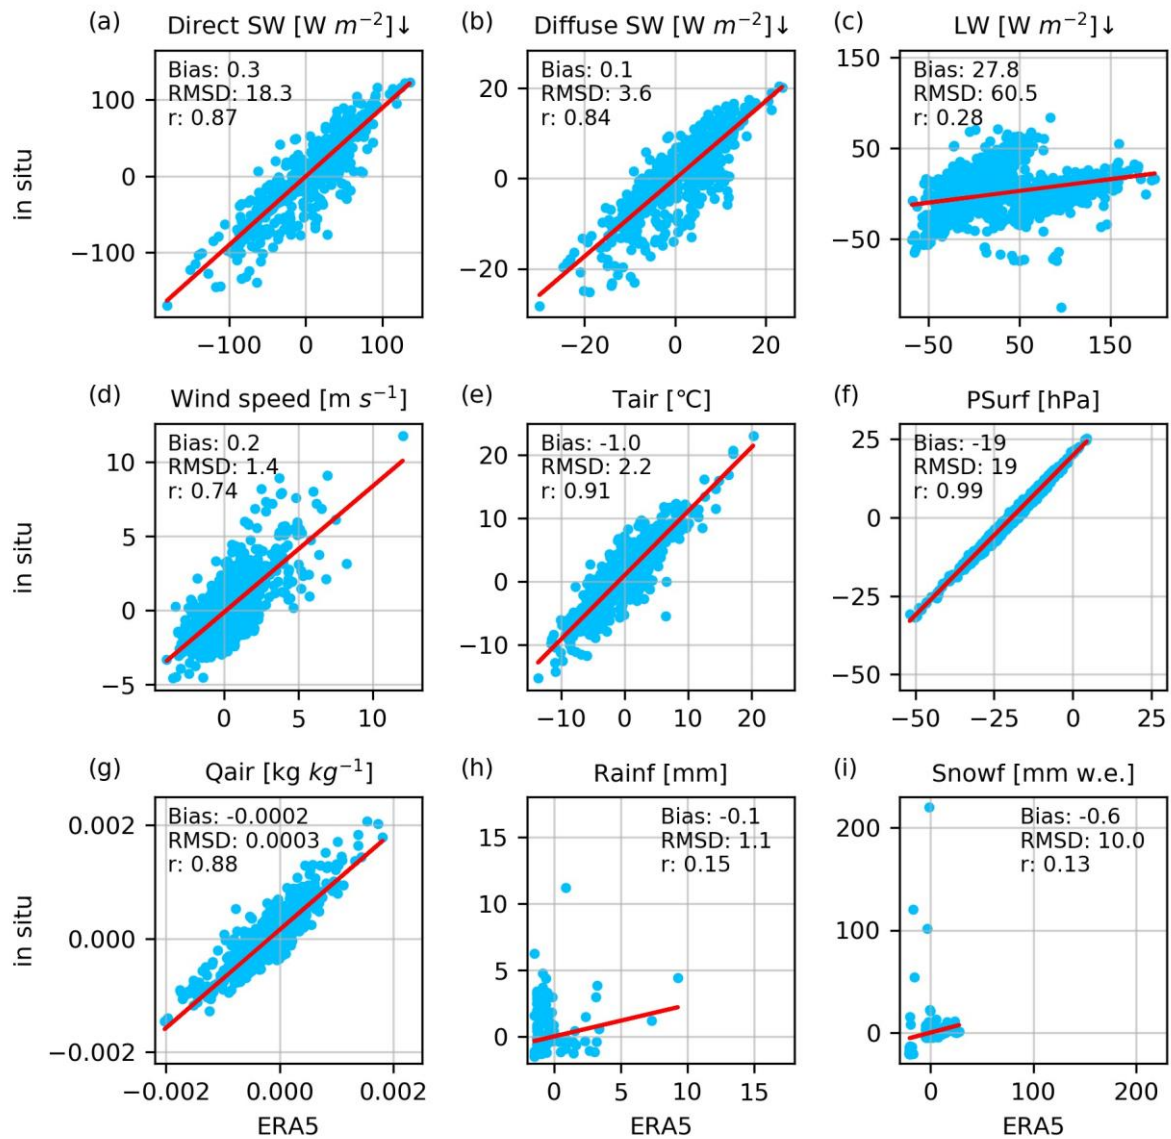 (a) Direct SW [W m⁻²]↓
Bias: 0.3
RMSD: 18.3
r: 0.87
100
0
−100
−100
0
100
in situ
(b) Diffuse SW [W m⁻²]↓
Bias: 0.1
RMSD: 3.6
r: 0.84
20
0
−20
−20
0
20
(c) LW [W m⁻²]↓
Bias: 27.8
RMSD: 60.5
r: 0.28
150
50
−50
−50
50
150
(d) Wind speed [m s⁻¹]
Bias: 0.2
RMSD: 1.4
r: 0.74
10
5
0
−5
0
5
10
in situ
(e) Tair [°C]
Bias: -1.0
RMSD: 2.2
r: 0.91
20
10
0
−10
−10
0
10
20
(f) PSurf [hPa]
Bias: -19
RMSD: 19
r: 0.99
25
0
−25
−50
−50
−25
0
25
(g) Qair [kg kg⁻¹]
Bias: -0.0002
RMSD: 0.0003
r: 0.88
0.002
0.000
−0.002
−0.002
0.000
0.002
in situ
ERA5
(h) Rainf [mm]
Bias: -0.1
RMSD: 1.1
r: 0.15
15
10
5
0
0
5
10
15
ERA5
(i) Snowf [mm w.e.]
Bias: -0.6
RMSD: 10.0
r: 0.13
200
100
0
0
100
200
ERA5